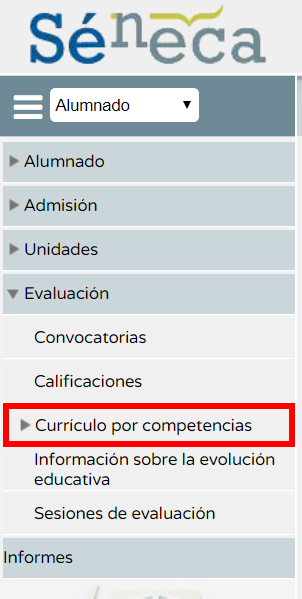 Séneca
Alumnado
Alumnado
Admisión
Unidades
Evaluación
Convocatorias
Calificaciones
Currículo por competencias
Información sobre la evolución
educativa
Sesiones de evaluación
Informes